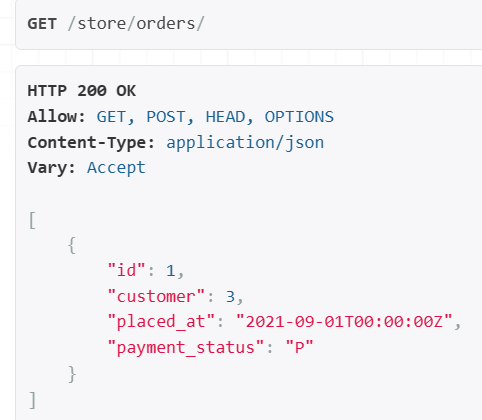 GET /store/orders/
HTTP 200 OK
Allow: GET, POST, HEAD, OPTIONS
Content-Type: application/json
Vary: Accept
[
    {
        "id": 1,
        "customer": 3,
        "placed_at": "2021-09-01T00:00:00Z",
        "payment_status": "P"
    }
]